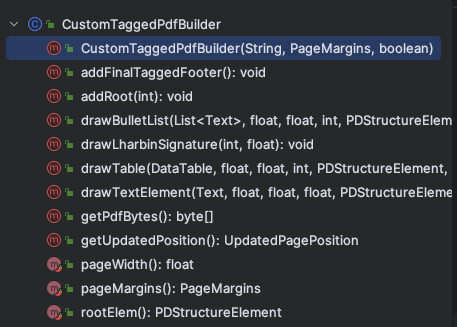 CustomTaggedPdfBuilder
CustomTaggedPdfBuilder(String, PageMargins, boolean)
addFinalTaggedFooter(): void
addRoot(int): void
drawBulletList(List<Text>, float, float, int, PDStructureElem
drawLharbinSignature(int, float): void
drawTable(DataTable, float, float, int, PDStructureElement,
drawTextElement(Text, float, float, float, PDStructureEleme
getPdfBytes(): byte[]
getUpdatedPosition(): UpdatedPagePosition
pageWidth(): float
pageMargins(): PageMargins
rootElem(): PDStructureElement